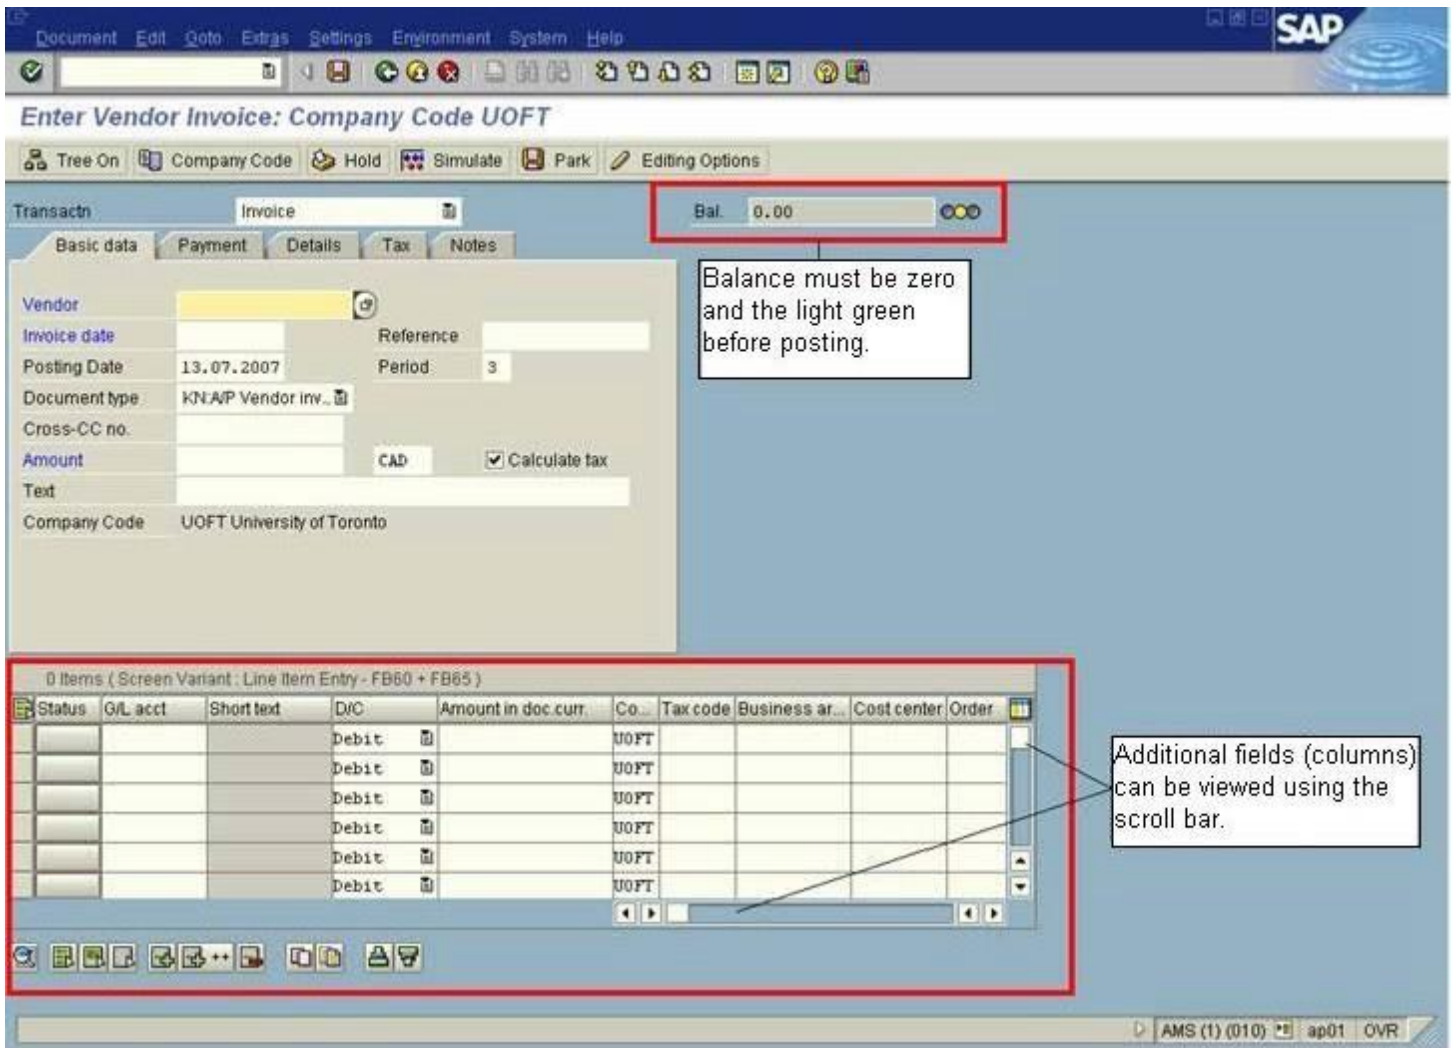 Document Edit Goto Extras Settings Environment System Help
SAP
Enter Vendor Invoice: Company Code UOFT
Tree On Company Code Hold Simulate Park Editing Options
Transactn Invoice Bal. 0.00
Basic data Payment Details Tax Notes
Balance must be zero
and the light green
before posting.
Vendor
Invoice date Reference
Posting Date 13.07.2007 Period 3
Document type KN:A/P Vendor inv..
Cross-CC no.
Amount CAD Calculate tax
Text
Company Code UOFT University of Toronto
0 Items ( Screen Variant : Line Item Entry - FB60 + FB65 )
Status G/L acct Short text D/C Amount in doc.curr. Co... Tax code Business ar... Cost center Order
Debit UOFT
Debit UOFT
Debit UOFT
Debit UOFT
Debit UOFT
Debit UOFT
Additional fields (columns)
can be viewed using the
scroll bar.
AMS (1) (010) ap01 OVR